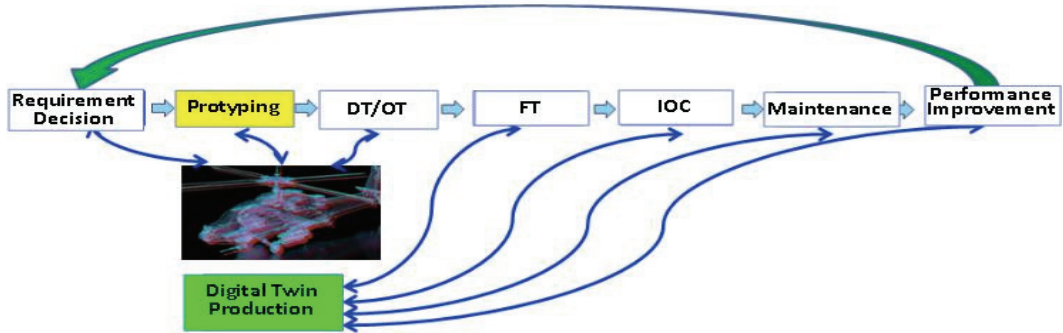 Requirement
Decision
Protyping
DT/OT
FT
IOC
Maintenance
Performance
Improvement
Digital Twin
Production